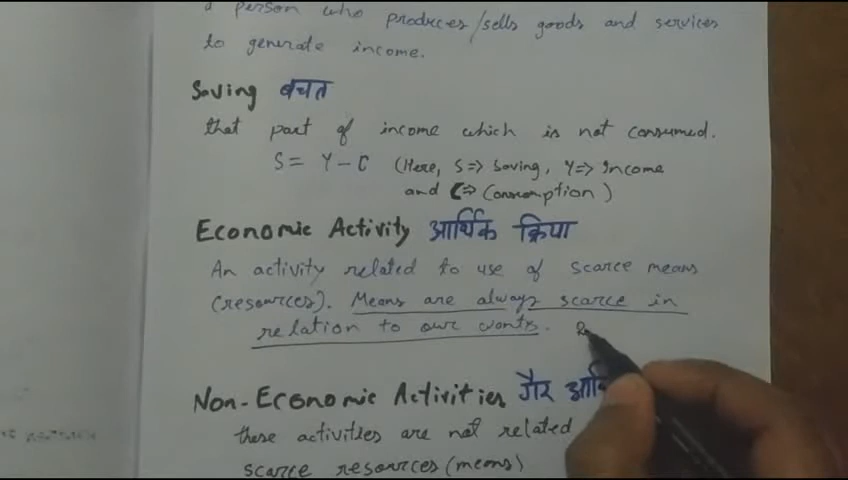 a person who produces/sells goods and services
to generate income.
Saving बचत
that part of income which is not consumed.
S = Y - C (Here, S => Saving, Y => Income
and C => Consumption)
Economic Activity आर्थिक क्रिया
An activity related to use of scarce means
(resources). Means are always scarce in
relation to our wants.
Non-Economic Activities गैर
these activities are not related
scarce resources (means)